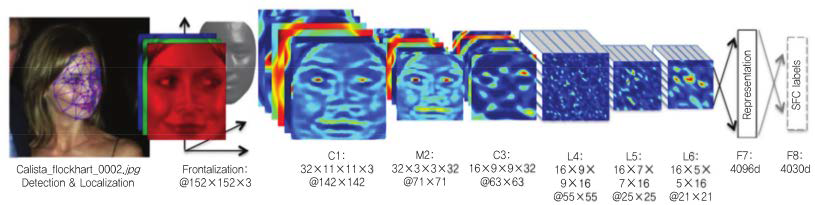 Calista_flockhart_0002.jpg
Detection & Localization
Frontalization:
@152×152×3
C1:
32×11×11×3
@142×142
M2:
32×3×3×32
@71×71
C3:
16×9×9×32
@63×63
L4:
16×9×
9×16
@55×55
L5:
16×7×
7×16
@25×25
L6:
16×5×
5×16
@21×21
Representation
F7:
4096d
SFC labels
F8:
4030d